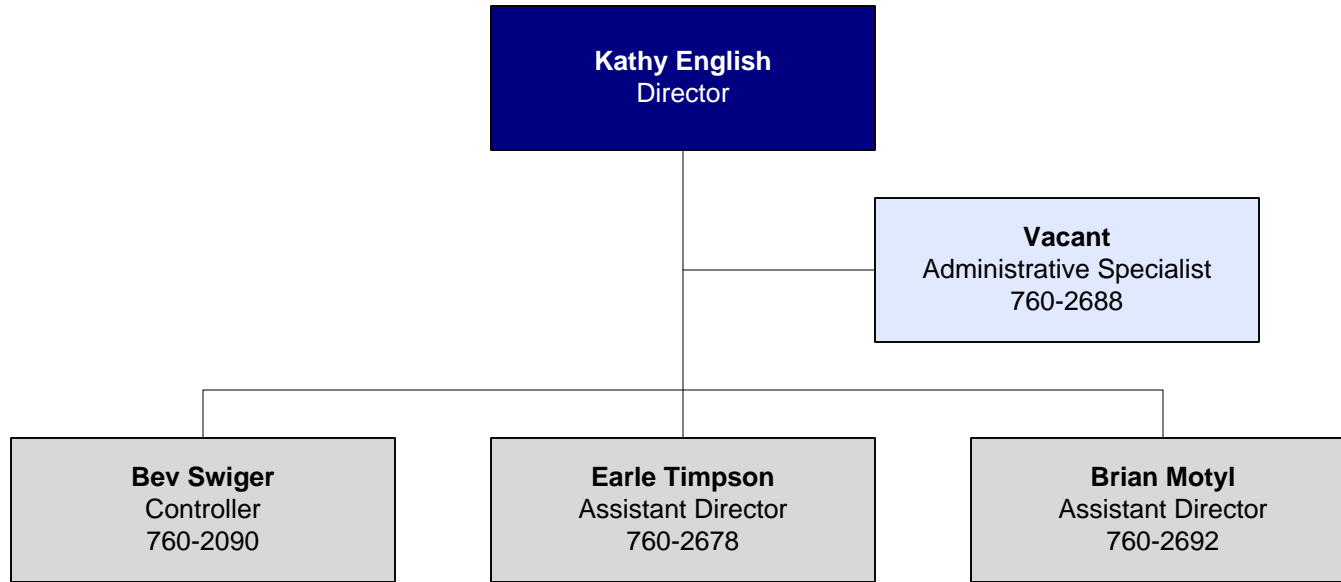 Kathy English
Director
Vacant
Administrative Specialist
760-2688
Bev Swiger
Controller
760-2090
Earle Timpson
Assistant Director
760-2678
Brian Motyl
Assistant Director
760-2692